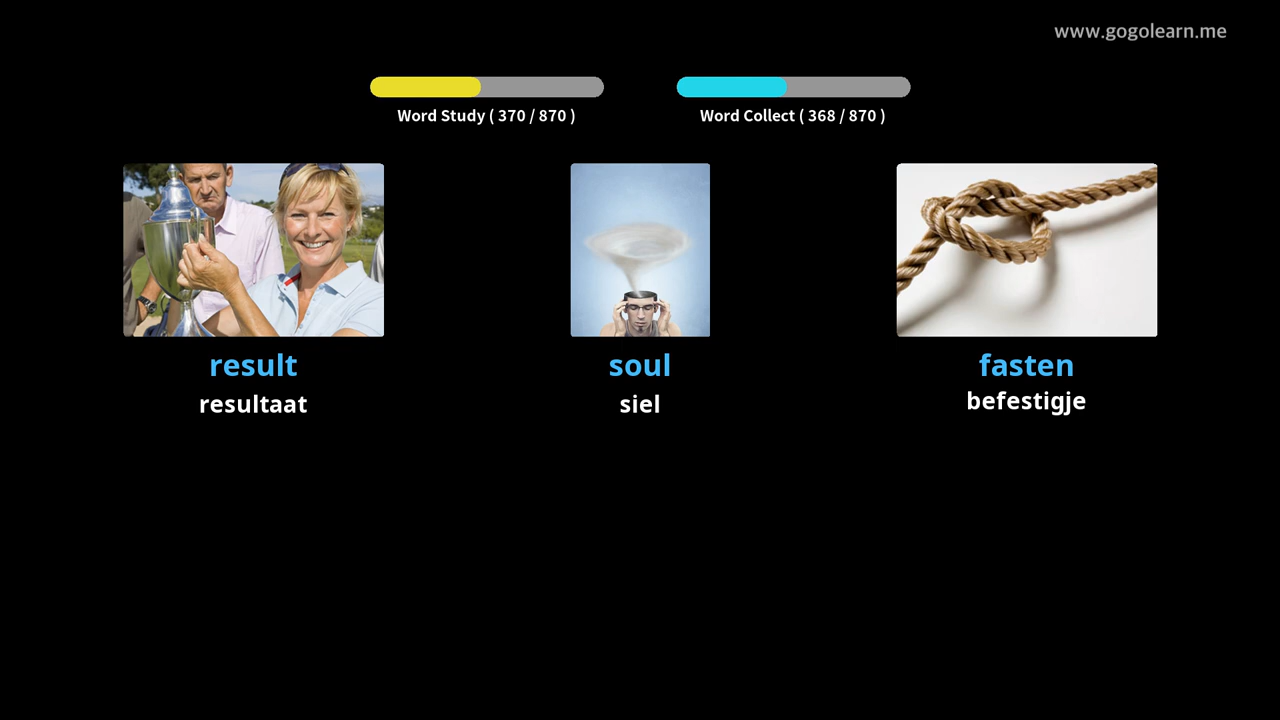 www.gogolearn.me
Word Study ( 370 / 870 )
Word Collect ( 368 / 870 )
result
soul
fasten
resultaat
siel
befestigje